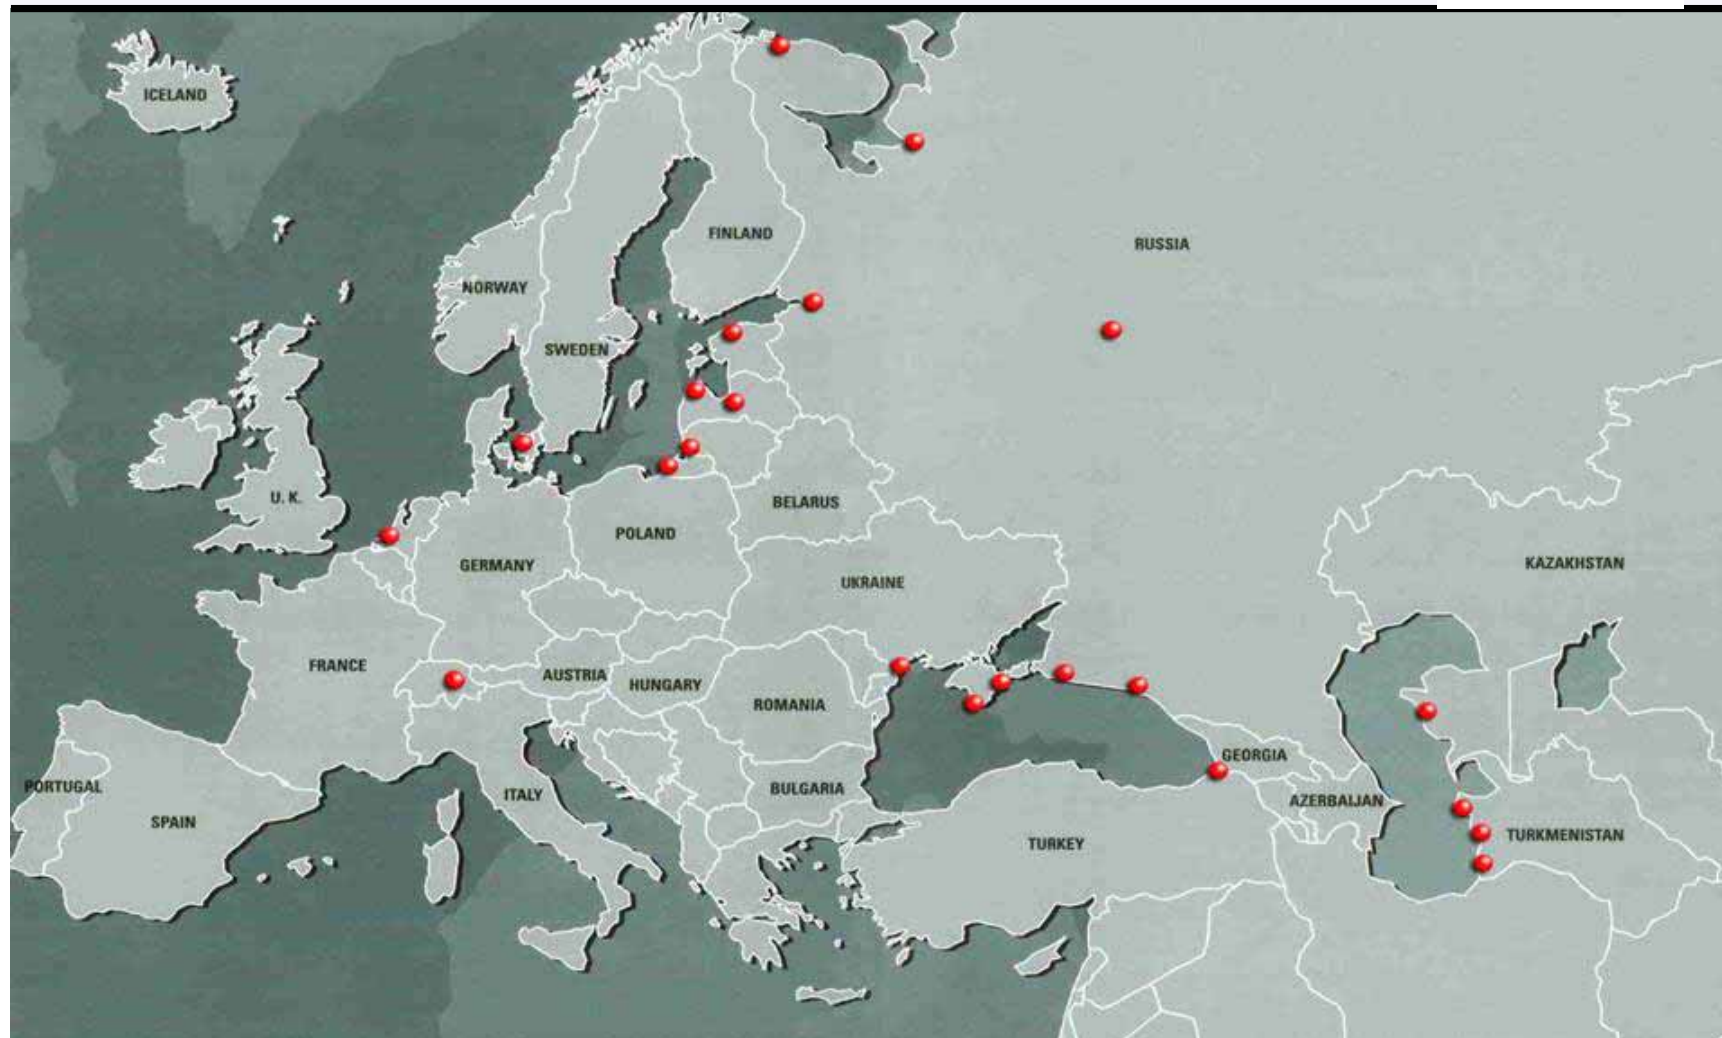 ICELAND
RUSSIA
FINLAND
NORWAY
SWEDEN
U. K.
BELARUS
POLAND
GERMANY
KAZAKHSTAN
UKRAINE
FRANCE
AUSTRIA
HUNGARY
ROMANIA
GEORGIA
PORTUGAL
BULGARIA
ITALY
AZERBAIJAN
SPAIN
TURKMENISTAN
TURKEY